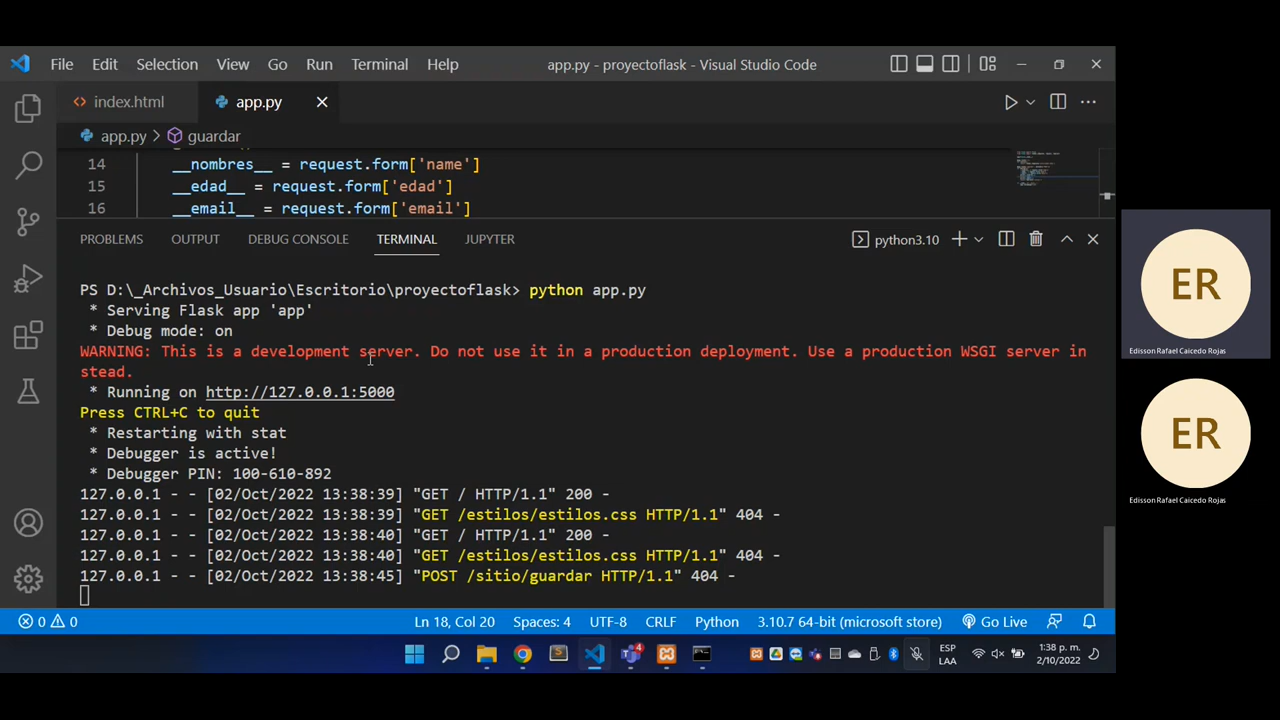 File Edit Selection View Go Run Terminal Help app.py - proyectoflask - Visual Studio Code
index.html app.py
app.py > guardar
14 __nombres__ = request.form['name']
15 __edad__ = request.form['edad']
16 __email__ = request.form['email']
PROBLEMS OUTPUT DEBUG CONSOLE TERMINAL JUPYTER python3.10
PS D:\_Archivos_Usuario\Escritorio\proyectoflask> python app.py
* Serving Flask app 'app'
* Debug mode: on
WARNING: This is a development server. Do not use it in a production deployment. Use a production WSGI server in
stead.
* Running on http://127.0.0.1:5000
Press CTRL+C to quit
* Restarting with stat
* Debugger is active!
* Debugger PIN: 100-610-892
127.0.0.1 - - [02/Oct/2022 13:38:39] "GET / HTTP/1.1" 200 -
127.0.0.1 - - [02/Oct/2022 13:38:39] "GET /estilos/estilos.css HTTP/1.1" 404 -
127.0.0.1 - - [02/Oct/2022 13:38:40] "GET / HTTP/1.1" 200 -
127.0.0.1 - - [02/Oct/2022 13:38:40] "GET /estilos/estilos.css HTTP/1.1" 404 -
127.0.0.1 - - [02/Oct/2022 13:38:45] "POST /sitio/guardar HTTP/1.1" 404 -
0 0 Ln 18, Col 20 Spaces: 4 UTF-8 CRLF Python 3.10.7 64-bit (microsoft store) Go Live
4 ESP 1:38 p. m.
LAA 2/10/2022
ER
Edisson Rafael Caicedo Rojas
ER
Edisson Rafael Caicedo Rojas